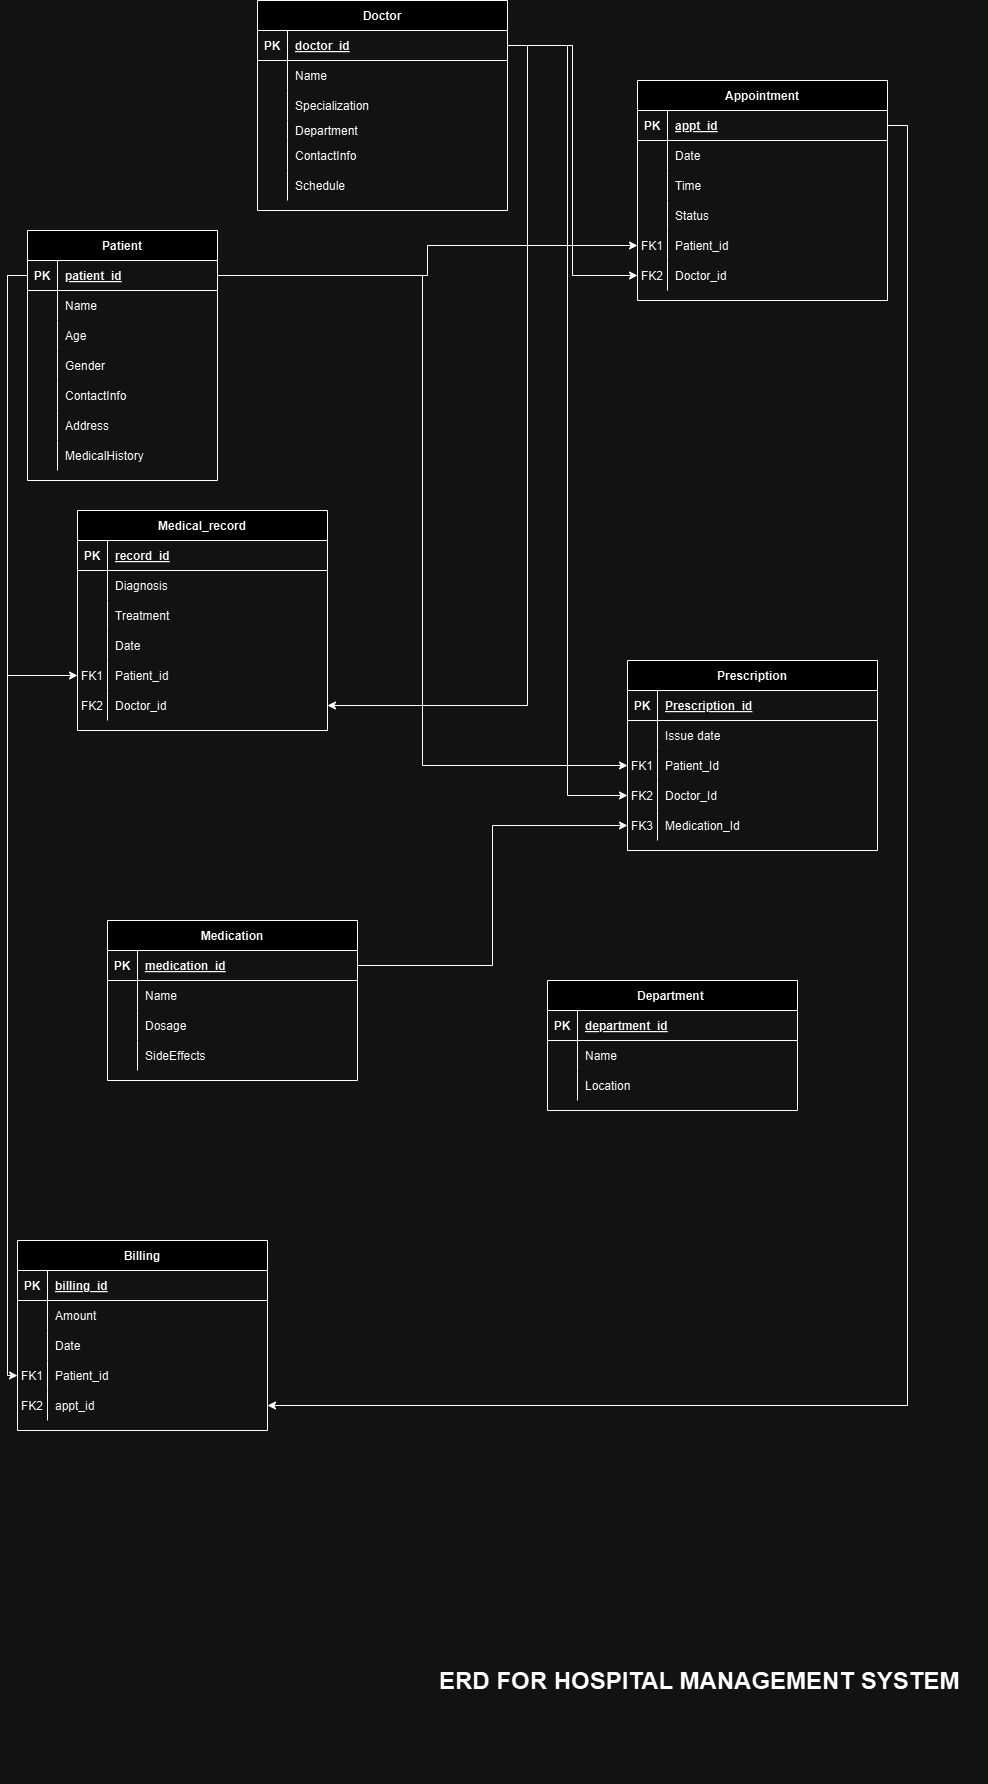 Doctor
PK doctor_id
Name
Specialization
Department
ContactInfo
Schedule
Appointment
PK appt_id
Date
Time
Status
FK1 Patient_id
FK2 Doctor_id
Patient
PK patient_id
Name
Age
Gender
ContactInfo
Address
MedicalHistory
Medical_record
PK record_id
Diagnosis
Treatment
Date
FK1 Patient_id
FK2 Doctor_id
Prescription
PK Prescription_id
Issue date
FK1 Patient_Id
FK2 Doctor_Id
FK3 Medication_Id
Medication
PK medication_id
Name
Dosage
SideEffects
Department
PK department_id
Name
Location
Billing
PK billing_id
Amount
Date
FK1 Patient_id
FK2 appt_id
ERD FOR HOSPITAL MANAGEMENT SYSTEM